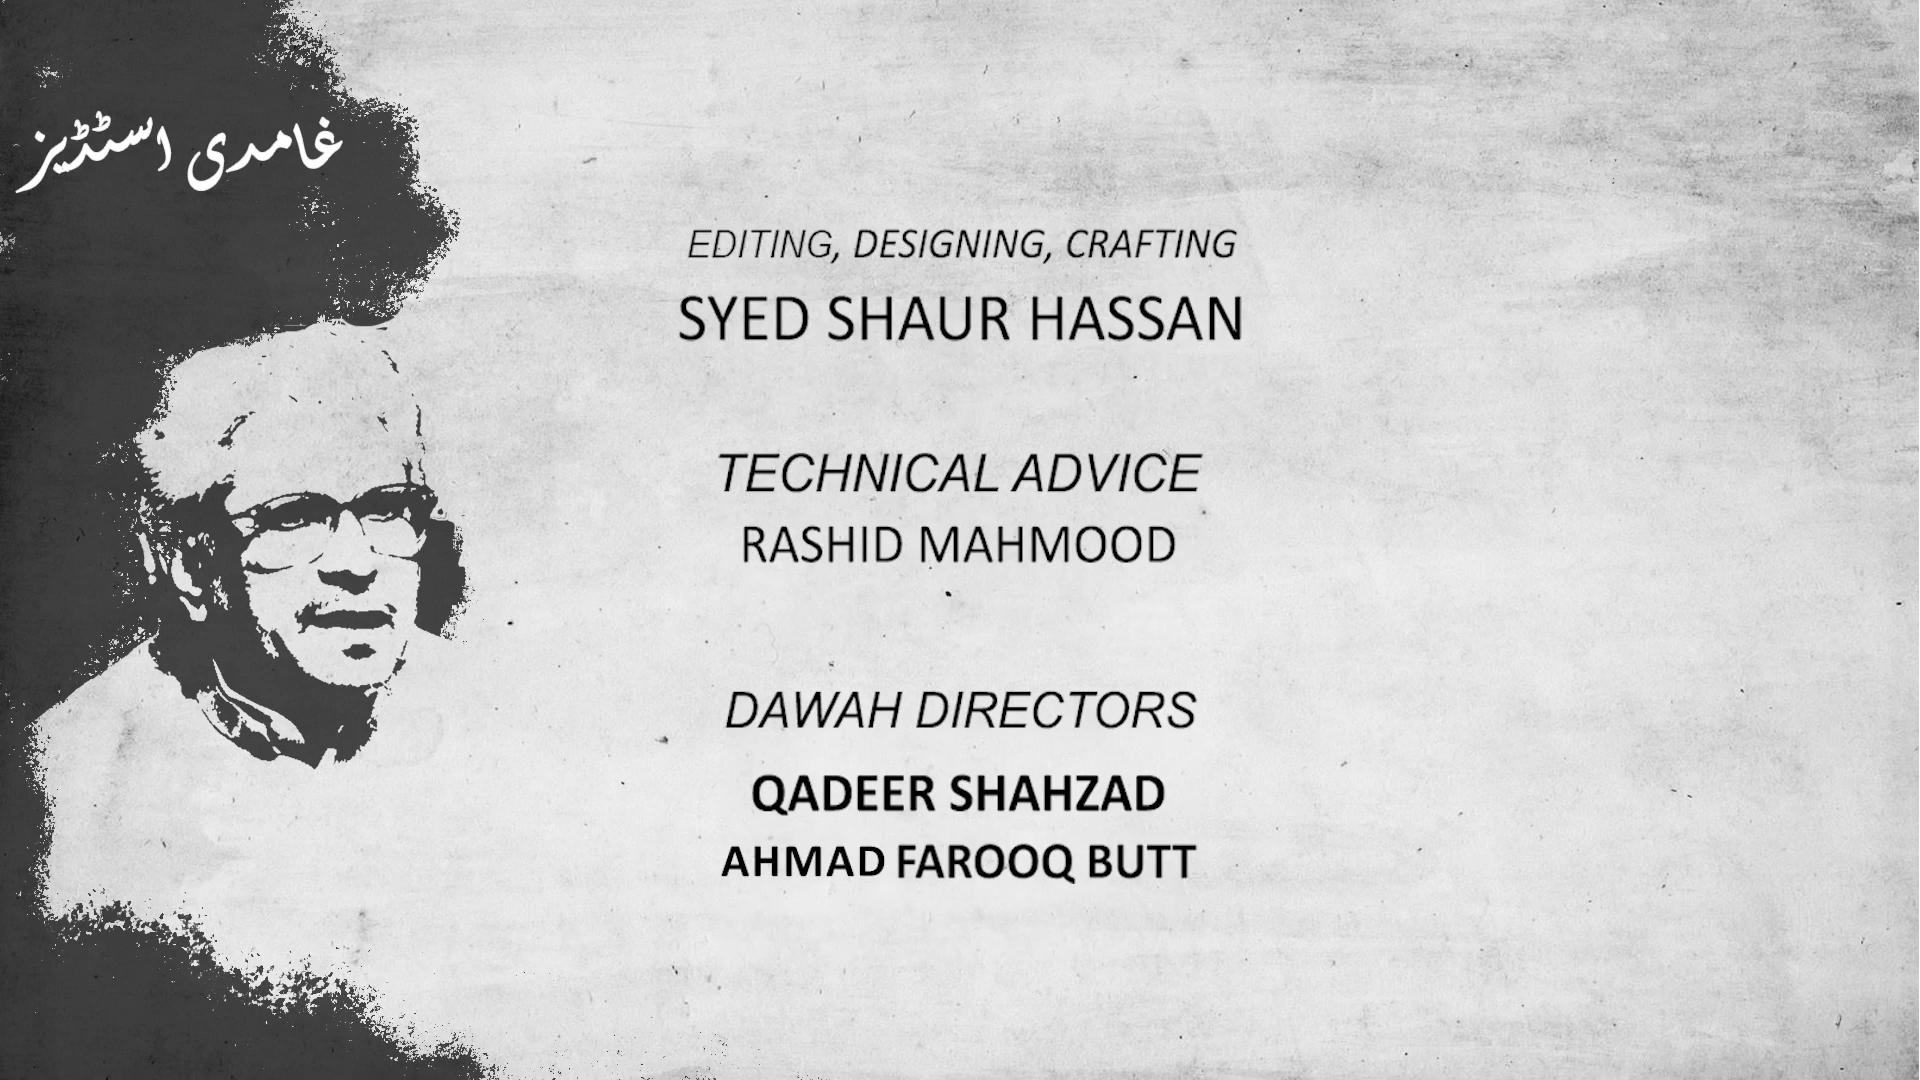 غامدی اسٹڈیز
EDITING, DESIGNING, CRAFTING
SYED SHAUR HASSAN
TECHNICAL ADVICE
RASHID MAHMOOD
DAWAH DIRECTORS
QADEER SHAHZAD
AHMAD FAROOQ BUTT